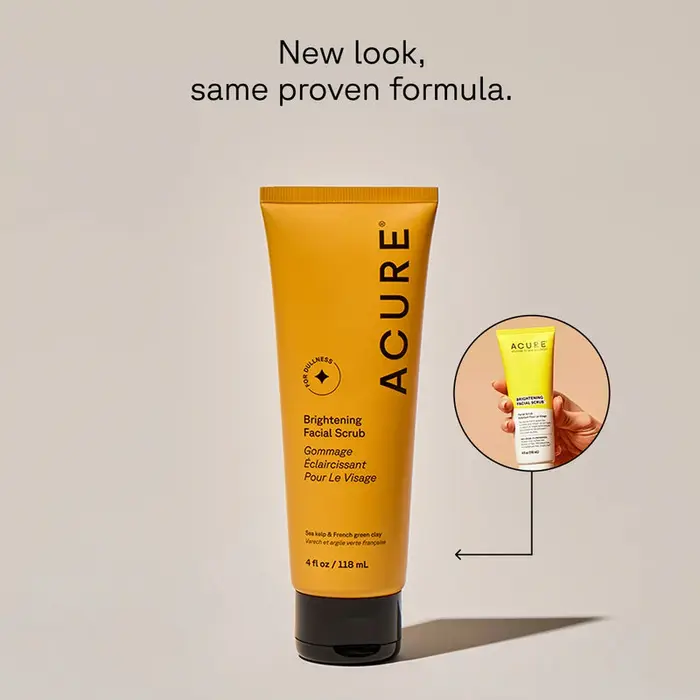 New look,
same proven formula.
ACURE®
FOR DULLNESS
Brightening
Facial Scrub
Gommage
Éclaircissant
Pour Le Visage
Sea kelp & French green clay
Varech et argile verte française
4 fl oz / 118 mL
ACURE
BRIGHTENING
FACIAL SCRUB